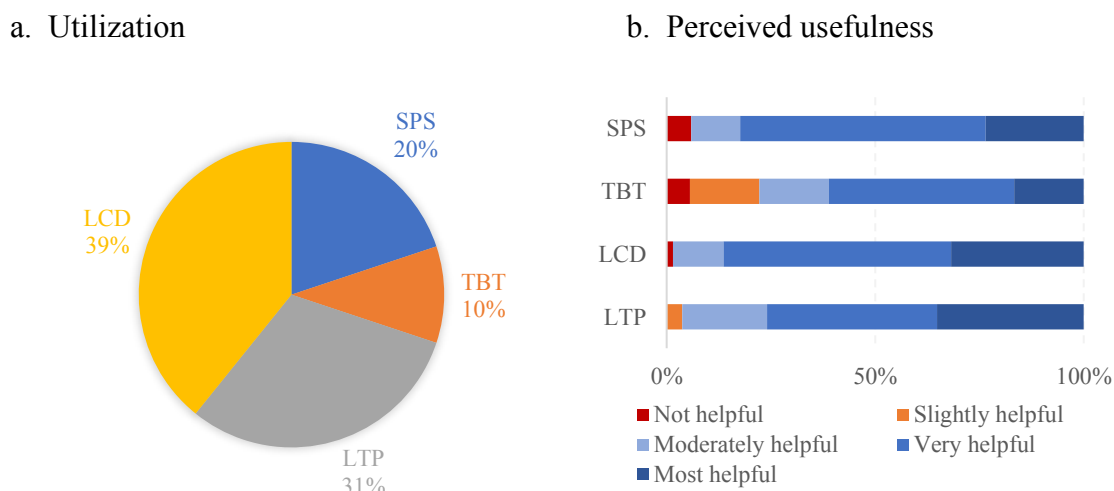 a. Utilization
SPS
20%
TBT
10%
LCD
39%
LTP
31%
b. Perceived usefulness
SPS
TBT
LCD
LTP
0% 50% 100%
Not helpful Slightly helpful
Moderately helpful Very helpful
Most helpful